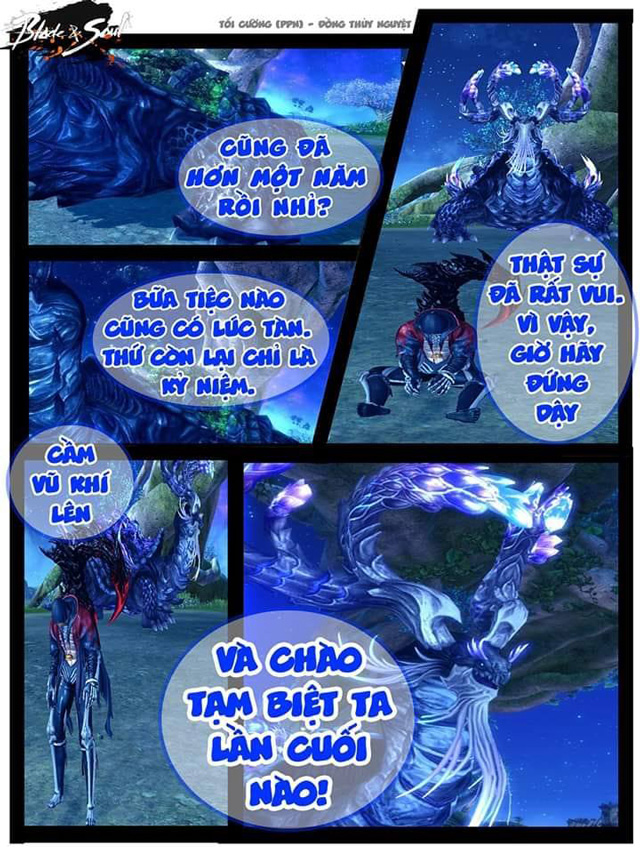 Blade & Soul
TỐI CƯỜNG [PPN] - ĐÔNG THỦY NGUYỆT
CŨNG ĐÃ
HƠN MỘT NĂM
RỒI NHỈ?
THẬT SỰ
ĐÃ RẤT VUI.
VÌ VẬY,
GIỜ HÃY
ĐỨNG
DẬY
BỮA TIỆC NÀO
CŨNG CÓ LÚC TÀN.
THỨ CÒN LẠI CHỈ LÀ
KỶ NIỆM.
CẦM
VŨ KHÍ
LÊN
VÀ CHÀO
TẠM BIỆT TA
LẦN CUỐI
NÀO!